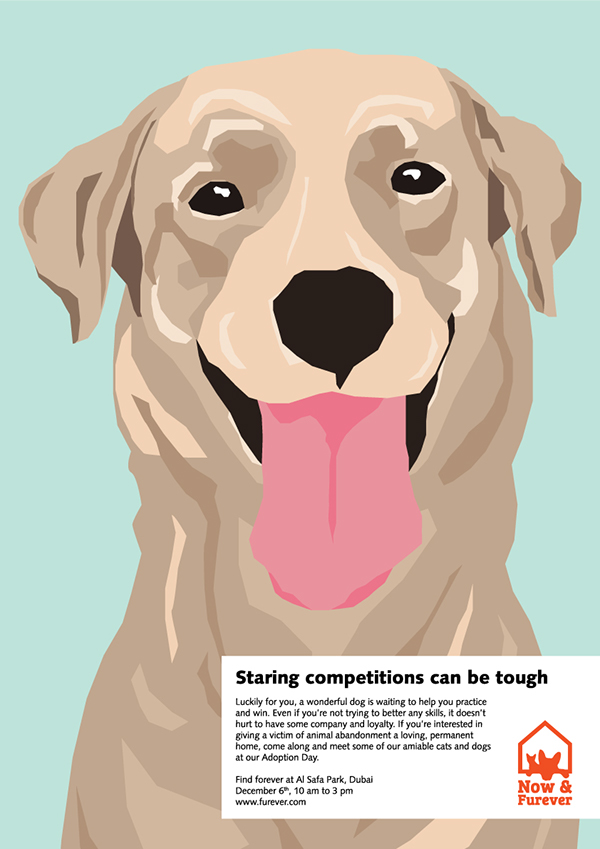 Staring competitions can be tough
Luckily for you, a wonderful dog is waiting to help you practice
and win. Even if you're not trying to better any skills, it doesn't
hurt to have some company and loyalty. If you're interested in
giving a victim of animal abandonment a loving, permanent
home, come along and meet some of our amiable cats and dogs
at our Adoption Day.
Find forever at Al Safa Park, Dubai
December 6th, 10 am to 3 pm
www.furever.com
Now &
Furever